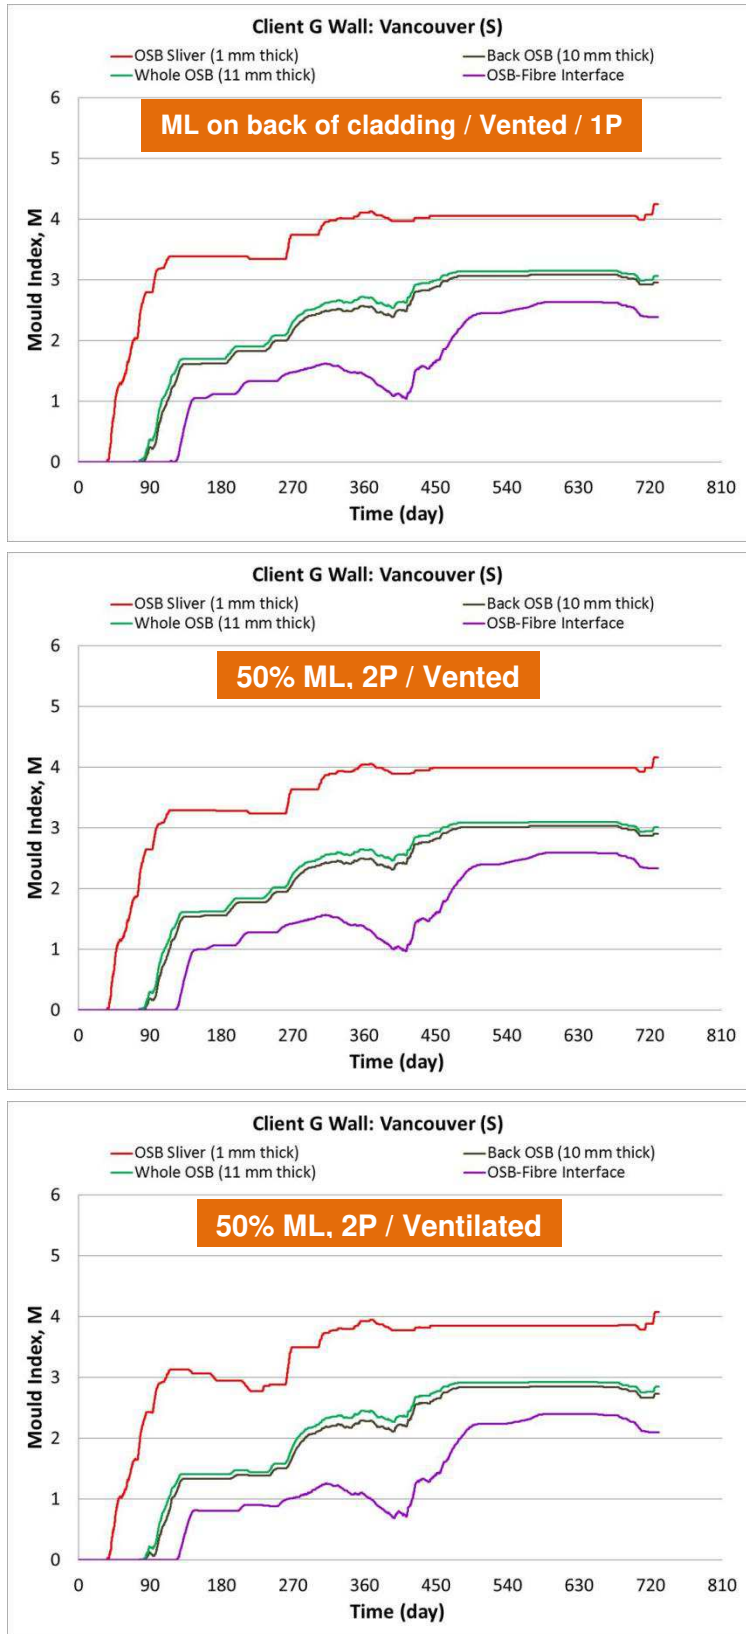 Client G Wall: Vancouver (S)
OSB Sliver (1 mm thick) Back OSB (10 mm thick)
Whole OSB (11 mm thick) OSB-Fibre Interface
ML on back of cladding / Vented / 1P
Mould Index, M
6
5
4
3
2
1
0
0 90 180 270 360 450 540 630 720 810
Time (day)
Client G Wall: Vancouver (S)
OSB Sliver (1 mm thick) Back OSB (10 mm thick)
Whole OSB (11 mm thick) OSB-Fibre Interface
50% ML, 2P / Vented
Mould Index, M
6
5
4
3
2
1
0
0 90 180 270 360 450 540 630 720 810
Time (day)
Client G Wall: Vancouver (S)
OSB Sliver (1 mm thick) Back OSB (10 mm thick)
Whole OSB (11 mm thick) OSB-Fibre Interface
50% ML, 2P / Ventilated
Mould Index, M
6
5
4
3
2
1
0
0 90 180 270 360 450 540 630 720 810
Time (day)